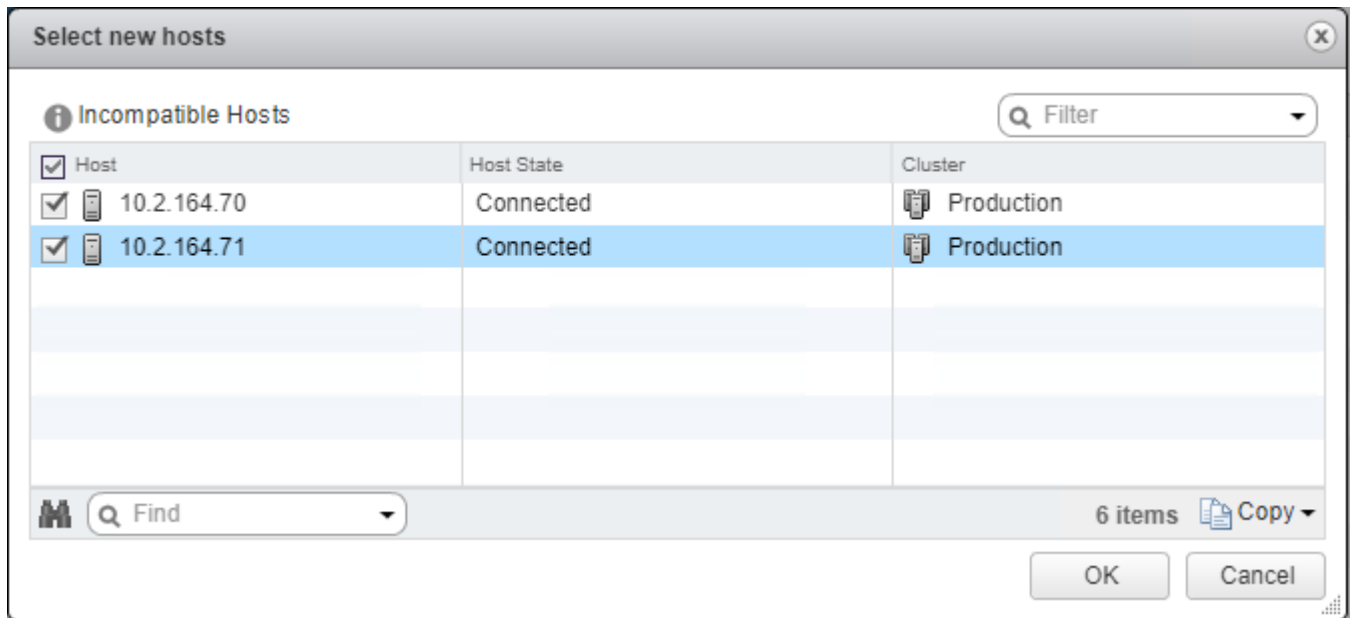 Select new hosts
Incompatible Hosts
Filter
Host Host State Cluster
10.2.164.70 Connected Production
10.2.164.71 Connected Production
Find
6 items Copy
OK Cancel